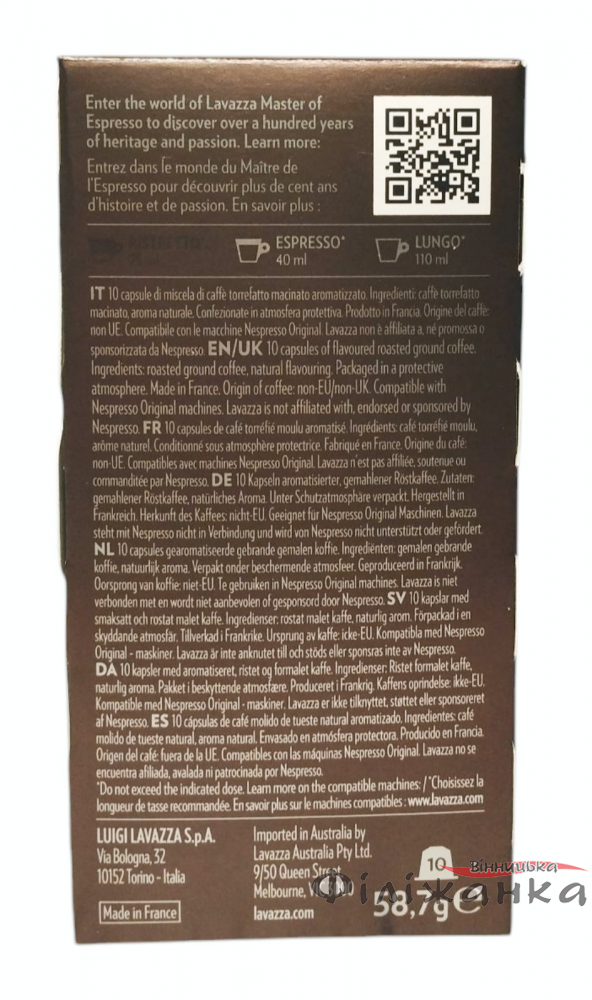 Enter the world of Lavazza Master of
Espresso to discover over a hundred years
of heritage and passion. Learn more:
Entrez dans le monde du Maître de
l'Espresso pour découvrir plus de cent ans
d'histoire et de passion. En savoir plus :
ESPRESSO*
40 ml
LUNGO*
110 ml
IT 10 capsule di miscela di caffè torrefatto macinato aromatizzato. Ingredienti: caffè torrefatto
macinato, aroma naturale. Confezionate in atmosfera protettiva. Prodotto in Francia. Origine del caffè:
non UE. Compatibile con le macchine Nespresso Original. Lavazza non è affiliata a, né promossa o
sponsorizzata da Nespresso. EN/UK 10 capsules of flavoured roasted ground coffee.
Ingredients: roasted ground coffee, natural flavouring. Packaged in a protective
atmosphere. Made in France. Origin of coffee: non-EU/non-UK. Compatible with
Nespresso Original machines. Lavazza is not affiliated with, endorsed or sponsored by
Nespresso. FR 10 capsules de café torréfié moulu aromatisé. Ingrédients: café torréfié moulu,
arôme naturel. Conditionné sous atmosphère protectrice. Fabriqué en France. Origine du café:
non-UE. Compatibles avec machines Nespresso Original. Lavazza n'est pas affiliée, soutenue ou
commanditée par Nespresso. DE 10 Kapseln aromatisierter, gemahlener Röstkaffee. Zutaten:
gemahlener Röstkaffee, natürliches Aroma. Unter Schutzatmosphäre verpackt. Hergestellt in
Frankreich. Herkunft des Kaffees: nicht-EU. Geeignet für Nespresso Original Maschinen. Lavazza
steht mit Nespresso nicht in Verbindung und wird von Nespresso nicht unterstützt oder gefördert.
NL 10 capsules gearomatiseerde gebrande gemalen koffie. Ingrediënten: gemalen gebrande
koffie, natuurlijk aroma. Verpakt onder beschermende atmosfeer. Geproduceerd in Frankrijk.
Oorsprong van koffie: niet-EU. Te gebruiken in Nespresso Original machines. Lavazza is niet
verbonden met en wordt niet aanbevolen of gesponsord door Nespresso. SV 10 kapslar med
smaksatt och rostat malet kaffe. Ingredienser: rostat malet kaffe, naturlig arom. Förpackad i en
skyddande atmosfär. Tillverkad i Frankrike. Ursprung av kaffe: icke-EU. Kompatibla med Nespresso
Original - maskiner. Lavazza är inte anknutet till och stöds eller sponsras inte av Nespresso.
DA 10 kapsler med aromatiseret, ristet og formalet kaffe. Ingredienser: Ristet formalet kaffe,
naturlig aroma. Pakket i beskyttende atmosfære. Produceret i Frankrig. Kaffens oprindelse: ikke-EU.
Kompatible med Nespresso Original - maskiner. Lavazza er ikke tilknyttet, støttet eller sponsoreret
af Nespresso. ES 10 cápsulas de café molido de tueste natural aromatizado. Ingredientes: café
molido de tueste natural, aroma natural. Envasado en atmósfera protectora. Producido en Francia.
Origen del café: fuera de la UE. Compatibles con las máquinas Nespresso Original. Lavazza no se
encuentra afiliada, avalada ni patrocinada por Nespresso.
*Do not exceed the indicated dose. Learn more on the compatible machines: / *Choisissez la
longueur de tasse recommandée. En savoir plus sur le machines compatibles : www.lavazza.com
LUIGI LAVAZZA S.p.A.
Via Bologna, 32
10152 Torino - Italia
Made in France
Imported in Australia by
Lavazza Australia Pty Ltd.
9/50 Queen Street
Melbourne,
lavazza.com
10
58,7g e
Вінницька
Філіжанка